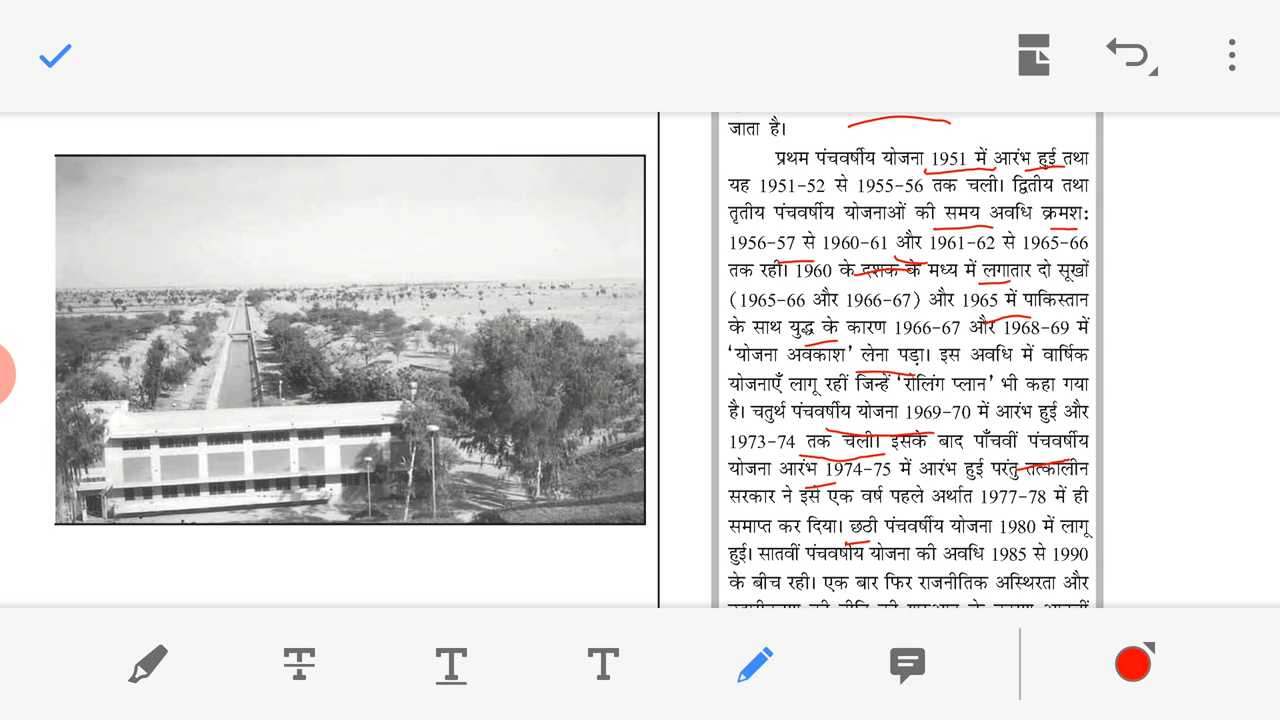 जाता है।
प्रथम पंचवर्षीय योजना 1951 में आरंभ हुई तथा
यह 1951-52 से 1955-56 तक चली। द्वितीय तथा
तृतीय पंचवर्षीय योजनाओं की समय अवधि क्रमश:
1956-57 से 1960-61 और 1961-62 से 1965-66
तक रही। 1960 के दशक के मध्य में लगातार दो सूखों
(1965-66 और 1966-67) और 1965 में पाकिस्तान
के साथ युद्ध के कारण 1966-67 और 1968-69 में
‘योजना अवकाश’ लेना पड़ा। इस अवधि में वार्षिक
योजनाएँ लागू रहीं जिन्हें ‘रोलिंग प्लान’ भी कहा गया
है। चतुर्थ पंचवर्षीय योजना 1969-70 में आरंभ हुई और
1973-74 तक चली। इसके बाद पाँचवीं पंचवर्षीय
योजना आरंभ 1974-75 में आरंभ हुई परंतु तत्कालीन
सरकार ने इसे एक वर्ष पहले अर्थात 1977-78 में ही
समाप्त कर दिया। छठी पंचवर्षीय योजना 1980 में लागू
हुई। सातवीं पंचवर्षीय योजना की अवधि 1985 से 1990
के बीच रही। एक बार फिर राजनीतिक अस्थिरता और
T T T